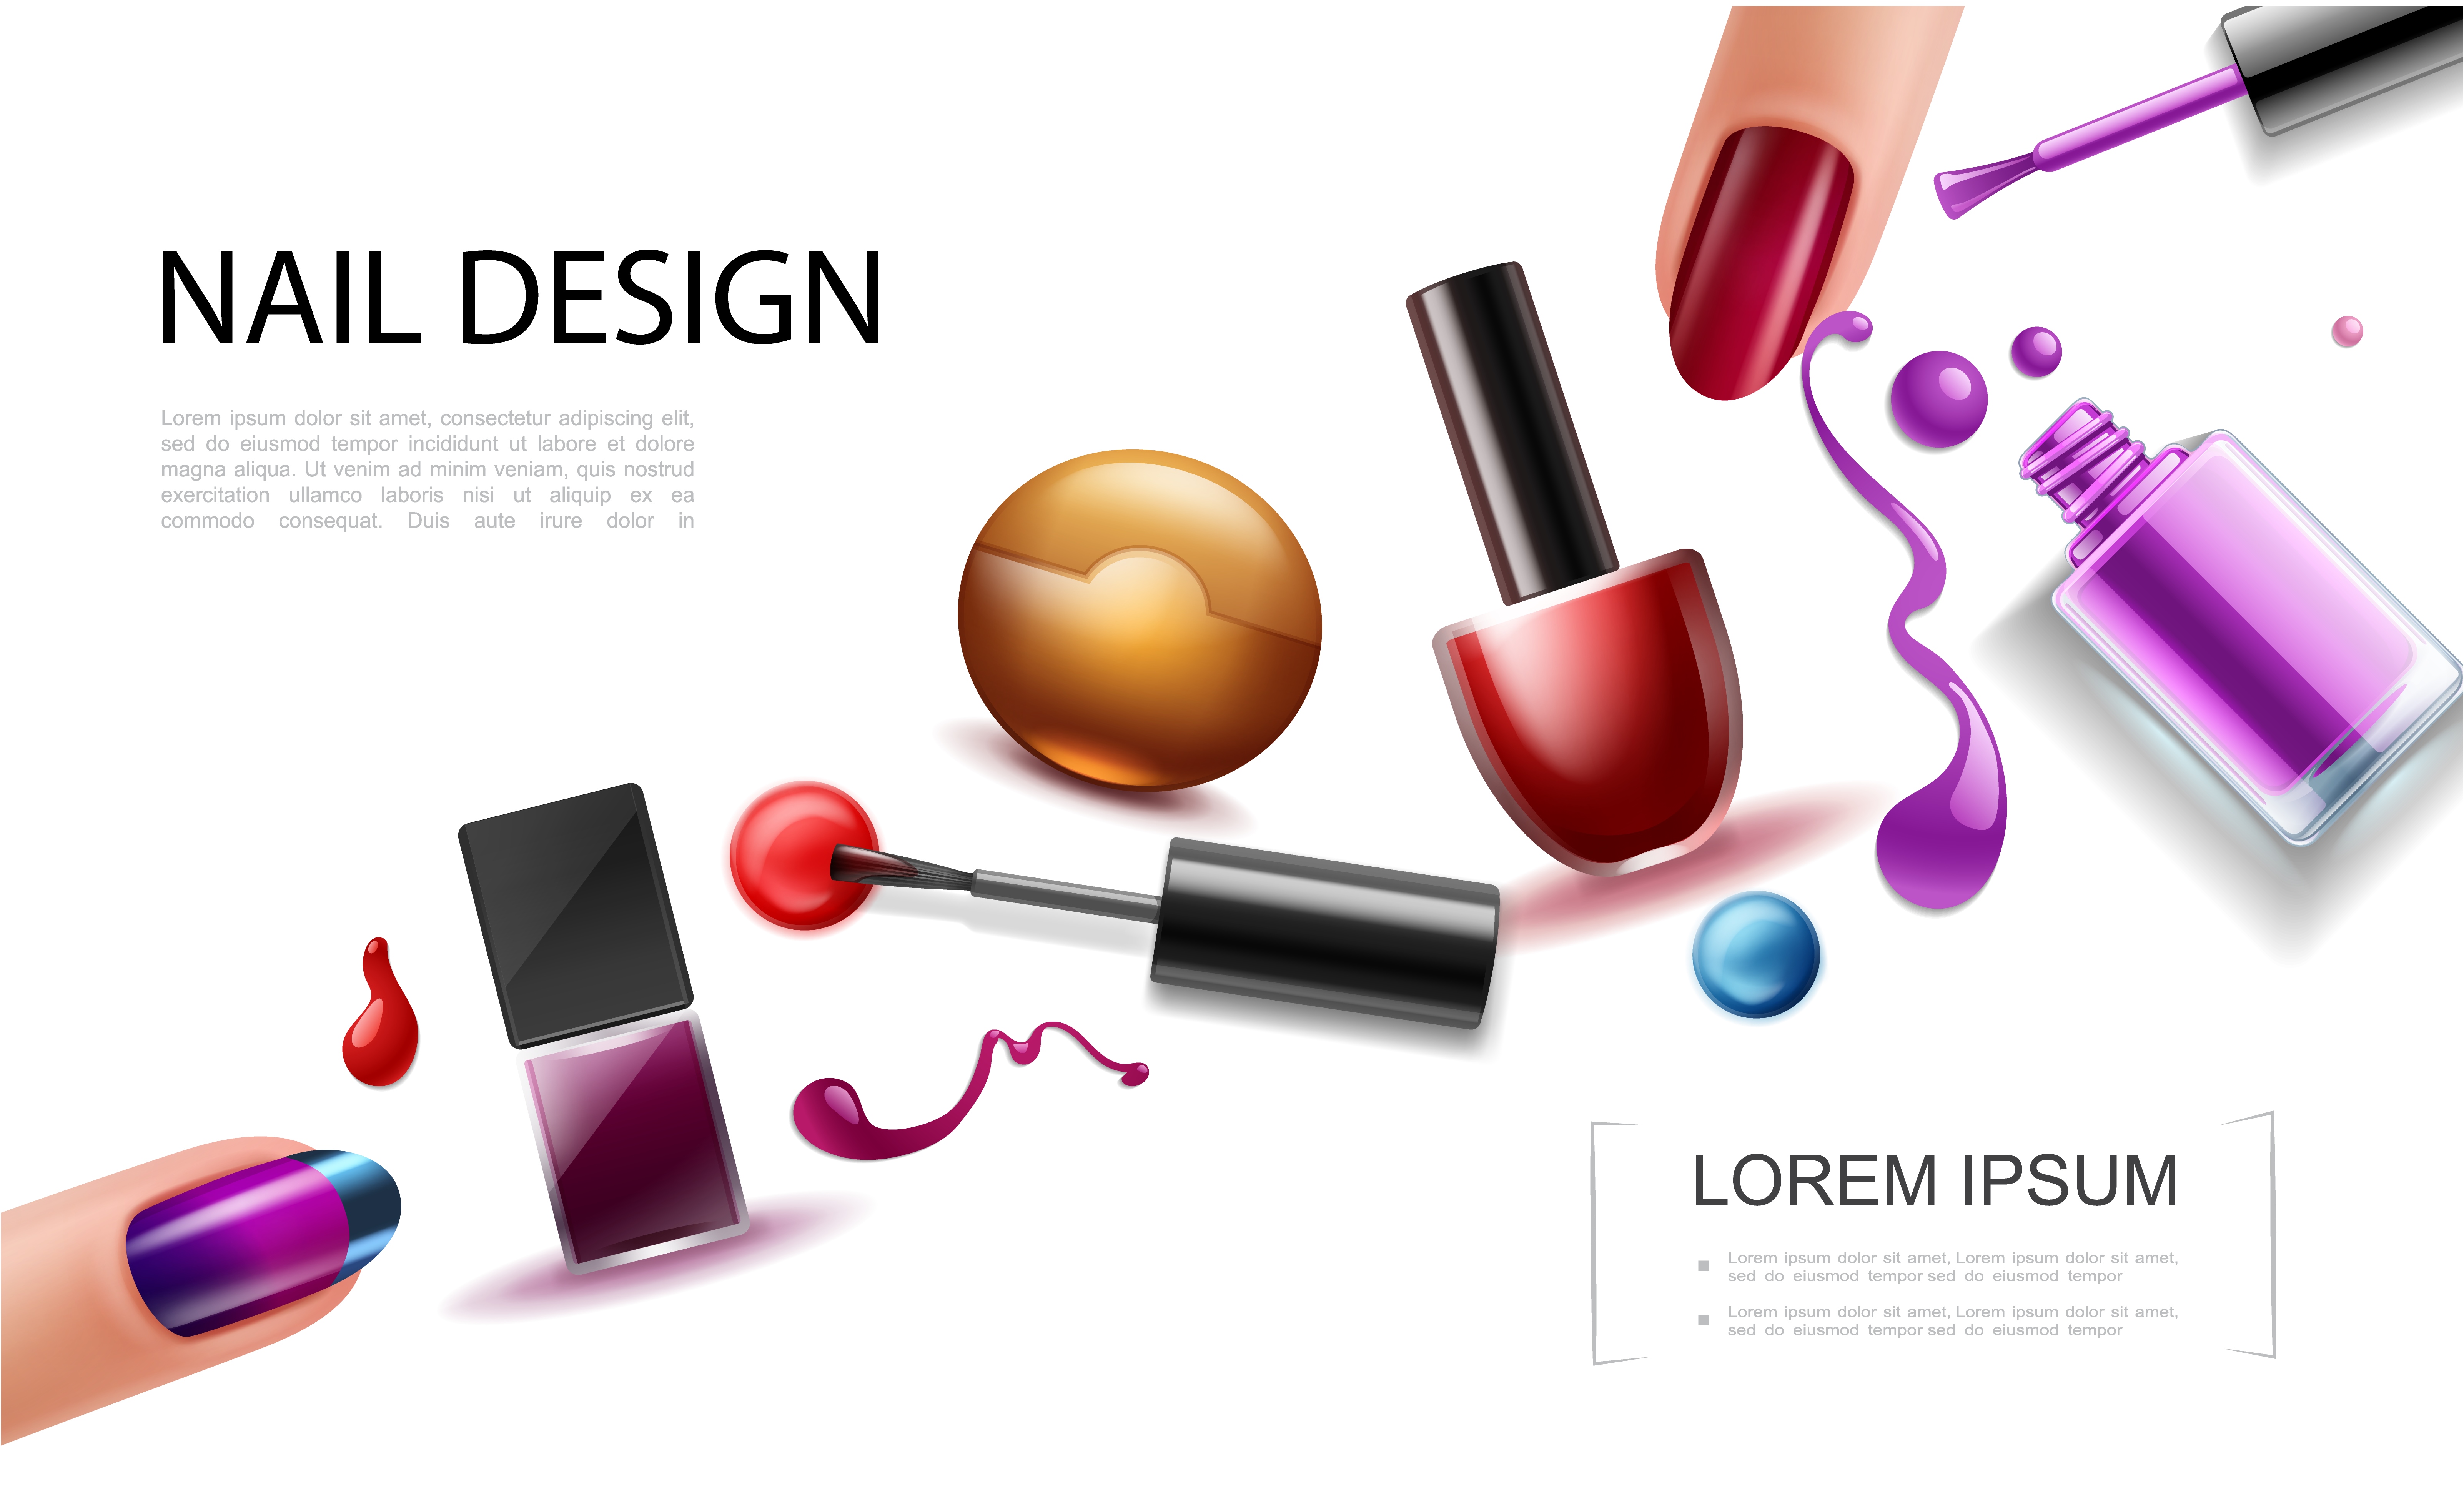 NAIL DESIGN
Lorem ipsum dolor sit amet, consectetur adipiscing elit,
sed do eiusmod tempor incididunt ut labore et dolore
magna aliqua. Ut venim ad minim veniam, quis nostrud
exercitation ullamco laboris nisi ut aliquip ex ea
commodo consequat. Duis aute irure dolor in
LOREM IPSUM
Lorem ipsum dolor sit amet, Lorem ipsum dolor sit amet,
sed do eiusmod tempor sed do eiusmod tempor
Lorem ipsum dolor sit amet, Lorem ipsum dolor sit amet,
sed do eiusmod tempor sed do eiusmod tempor